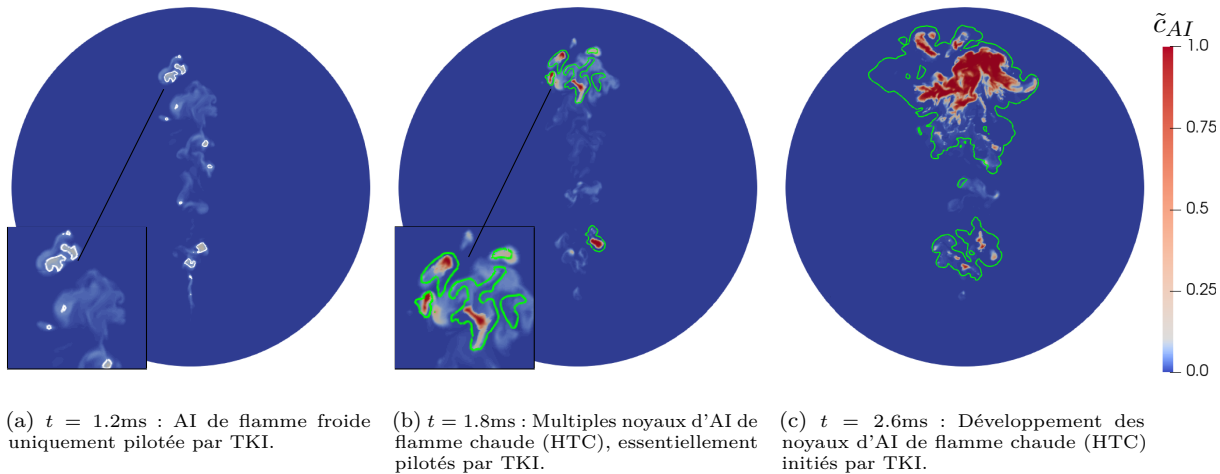 c̃_AI
1.0
0.75
0.5
0.25
0.0
(a) t = 1.2ms : AI de flamme froide
uniquement pilotée par TKI.
(b) t = 1.8ms : Multiples noyaux d'AI de
flamme chaude (HTC), essentiellement
pilotés par TKI.
(c) t = 2.6ms : Développement des
noyaux d'AI de flamme chaude (HTC)
initiés par TKI.